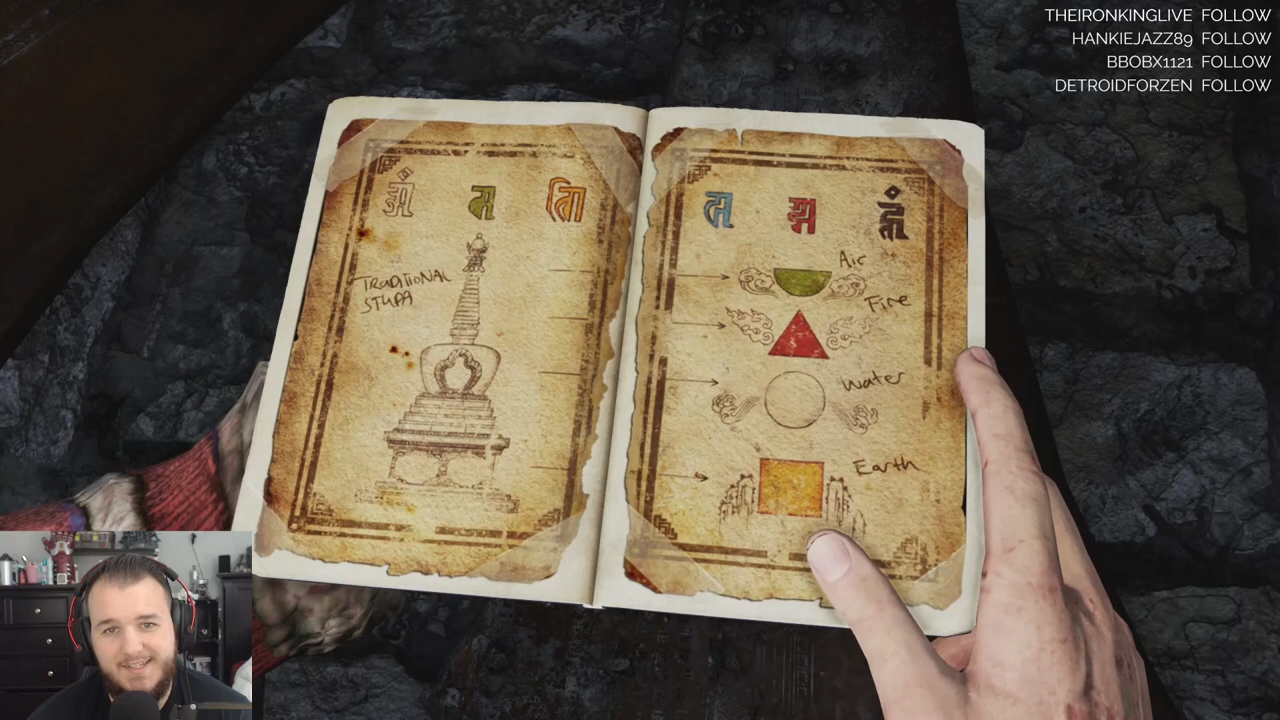 THEIRONKINGLIVE FOLLOW
HANKIEJAZZ89 FOLLOW
BBOBX1121 FOLLOW
DETROIDFORZEN FOLLOW
TRADITIONAL
STUPA
Air
Fire
Water
Earth